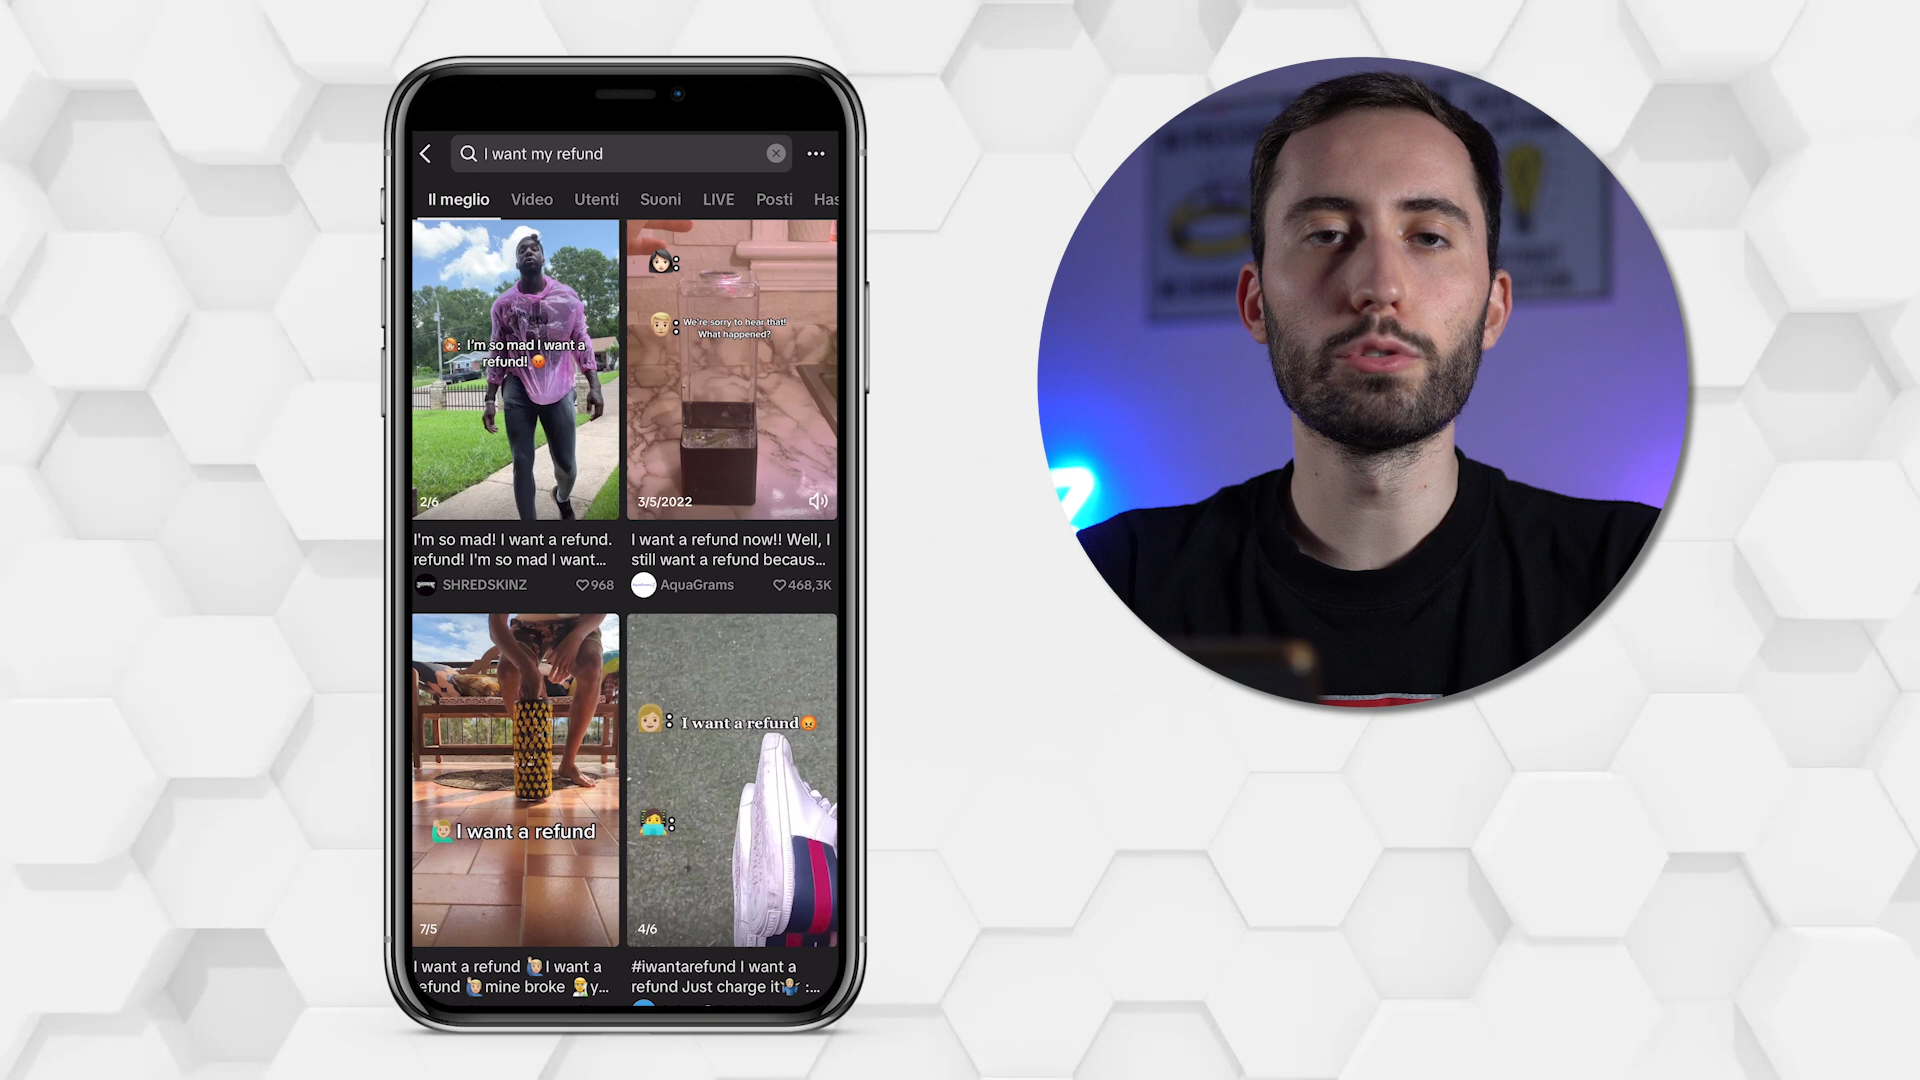 I want my refund
Il meglio Video Utenti Suoni LIVE Posti Has
: I'm so mad I want a
refund!
2/6
:
: We're sorry to hear that!
What happened?
3/5/2022
I'm so mad! I want a refund.
refund! I'm so mad I want...
SHREDSKINZ 968
I want a refund now!! Well, I
still want a refund becaus...
AquaGrams 468,3K
I want a refund
7/5
: I want a refund
:
4/6
I want a refund I want a
efund mine broke y...
#iwantarefund I want a
refund Just charge it :...